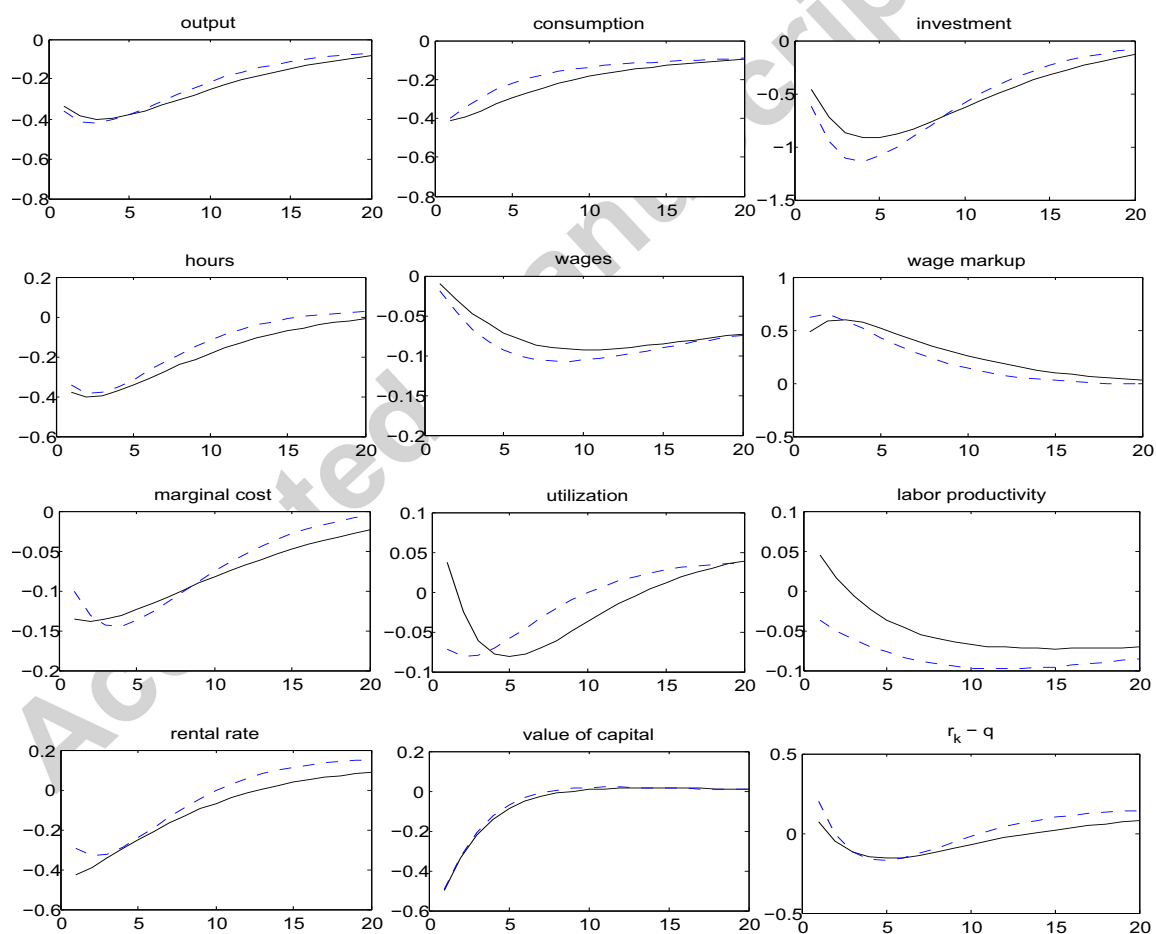 output
consumption
investment
0
−0.2
−0.4
−0.6
−0.8
0 5 10 15 20
0
−0.2
−0.4
−0.6
−0.8
0 5 10 15 20
0
−0.5
−1
−1.5
0 5 10 15 20
hours
wages
wage markup
0.2
0
−0.2
−0.4
−0.6
0 5 10 15 20
0
−0.05
−0.1
−0.15
−0.2
0 5 10 15 20
1
0.5
0
−0.5
0 5 10 15 20
marginal cost
utilization
labor productivity
0
−0.05
−0.1
−0.15
−0.2
0 5 10 15 20
0.1
0.05
0
−0.05
−0.1
0 5 10 15 20
0.1
0.05
0
−0.05
−0.1
0 5 10 15 20
rental rate
value of capital
r_k − q
0.2
0
−0.2
−0.4
−0.6
0 5 10 15 20
0.2
0
−0.2
−0.4
−0.6
0 5 10 15 20
0.5
0
−0.5
0 5 10 15 20